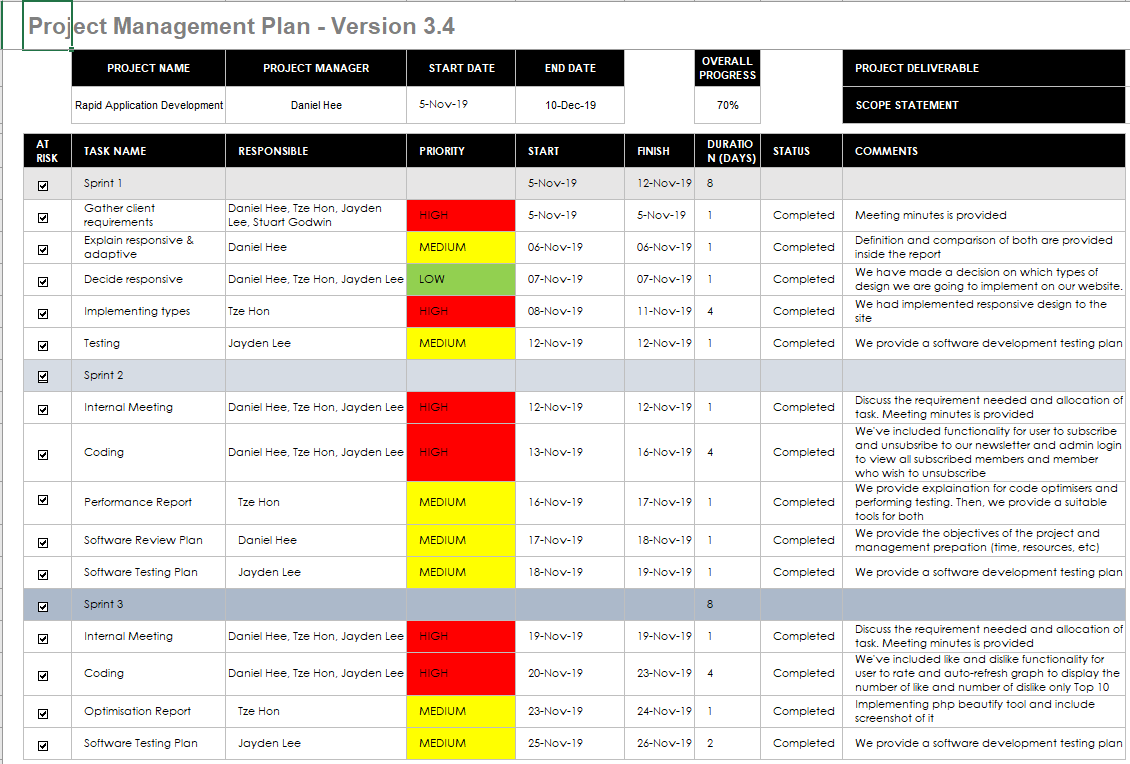 Project Management Plan - Version 3.4
PROJECT NAME PROJECT MANAGER START DATE END DATE OVERALL PROGRESS PROJECT DELIVERABLE
Rapid Application Development Daniel Hee 5-Nov-19 10-Dec-19 70% SCOPE STATEMENT
AT RISK TASK NAME RESPONSIBLE PRIORITY START FINISH DURATION (DAYS) STATUS COMMENTS
Sprint 1 5-Nov-19 12-Nov-19 8
Gather client requirements Daniel Hee, Tze Hon, Jayden Lee, Stuart Godwin HIGH 5-Nov-19 5-Nov-19 1 Completed Meeting minutes is provided
Explain responsive & adaptive Daniel Hee MEDIUM 06-Nov-19 06-Nov-19 1 Completed Definition and comparison of both are provided inside the report
Decide responsive Daniel Hee, Tze Hon, Jayden Lee LOW 07-Nov-19 07-Nov-19 1 Completed We have made a decision on which types of design we are going to implement on our website.
Implementing types Tze Hon HIGH 08-Nov-19 11-Nov-19 4 Completed We had implemented responsive design to the site
Testing Jayden Lee MEDIUM 12-Nov-19 12-Nov-19 1 Completed We provide a software development testing plan
Sprint 2
Internal Meeting Daniel Hee, Tze Hon, Jayden Lee HIGH 12-Nov-19 12-Nov-19 1 Completed Discuss the requirement needed and allocation of task. Meeting minutes is provided
Coding Daniel Hee, Tze Hon, Jayden Lee HIGH 13-Nov-19 16-Nov-19 4 Completed We've included functionality for user to subscribe and unsubsribe to our newsletter and admin login to view all subscribed members and member who wish to unsubscribe
Performance Report Tze Hon MEDIUM 16-Nov-19 17-Nov-19 1 Completed We provide explaination for code optimisers and performing testing. Then, we provide a suitable tools for both
Software Review Plan Daniel Hee MEDIUM 17-Nov-19 18-Nov-19 1 Completed We provide the objectives of the project and management prepation (time, resources, etc)
Software Testing Plan Jayden Lee MEDIUM 18-Nov-19 19-Nov-19 1 Completed We provide a software development testing plan
Sprint 3 8
Internal Meeting Daniel Hee, Tze Hon, Jayden Lee HIGH 19-Nov-19 19-Nov-19 1 Completed Discuss the requirement needed and allocation of task. Meeting minutes is provided
Coding Daniel Hee, Tze Hon, Jayden Lee HIGH 20-Nov-19 23-Nov-19 4 Completed We've included like and dislike functionality for user to rate and auto-refresh graph to display the number of like and number of dislike only Top 10
Optimisation Report Tze Hon MEDIUM 23-Nov-19 24-Nov-19 1 Completed Implementing php beautify tool and include screenshot of it
Software Testing Plan Jayden Lee MEDIUM 25-Nov-19 26-Nov-19 2 Completed We provide a software development testing plan